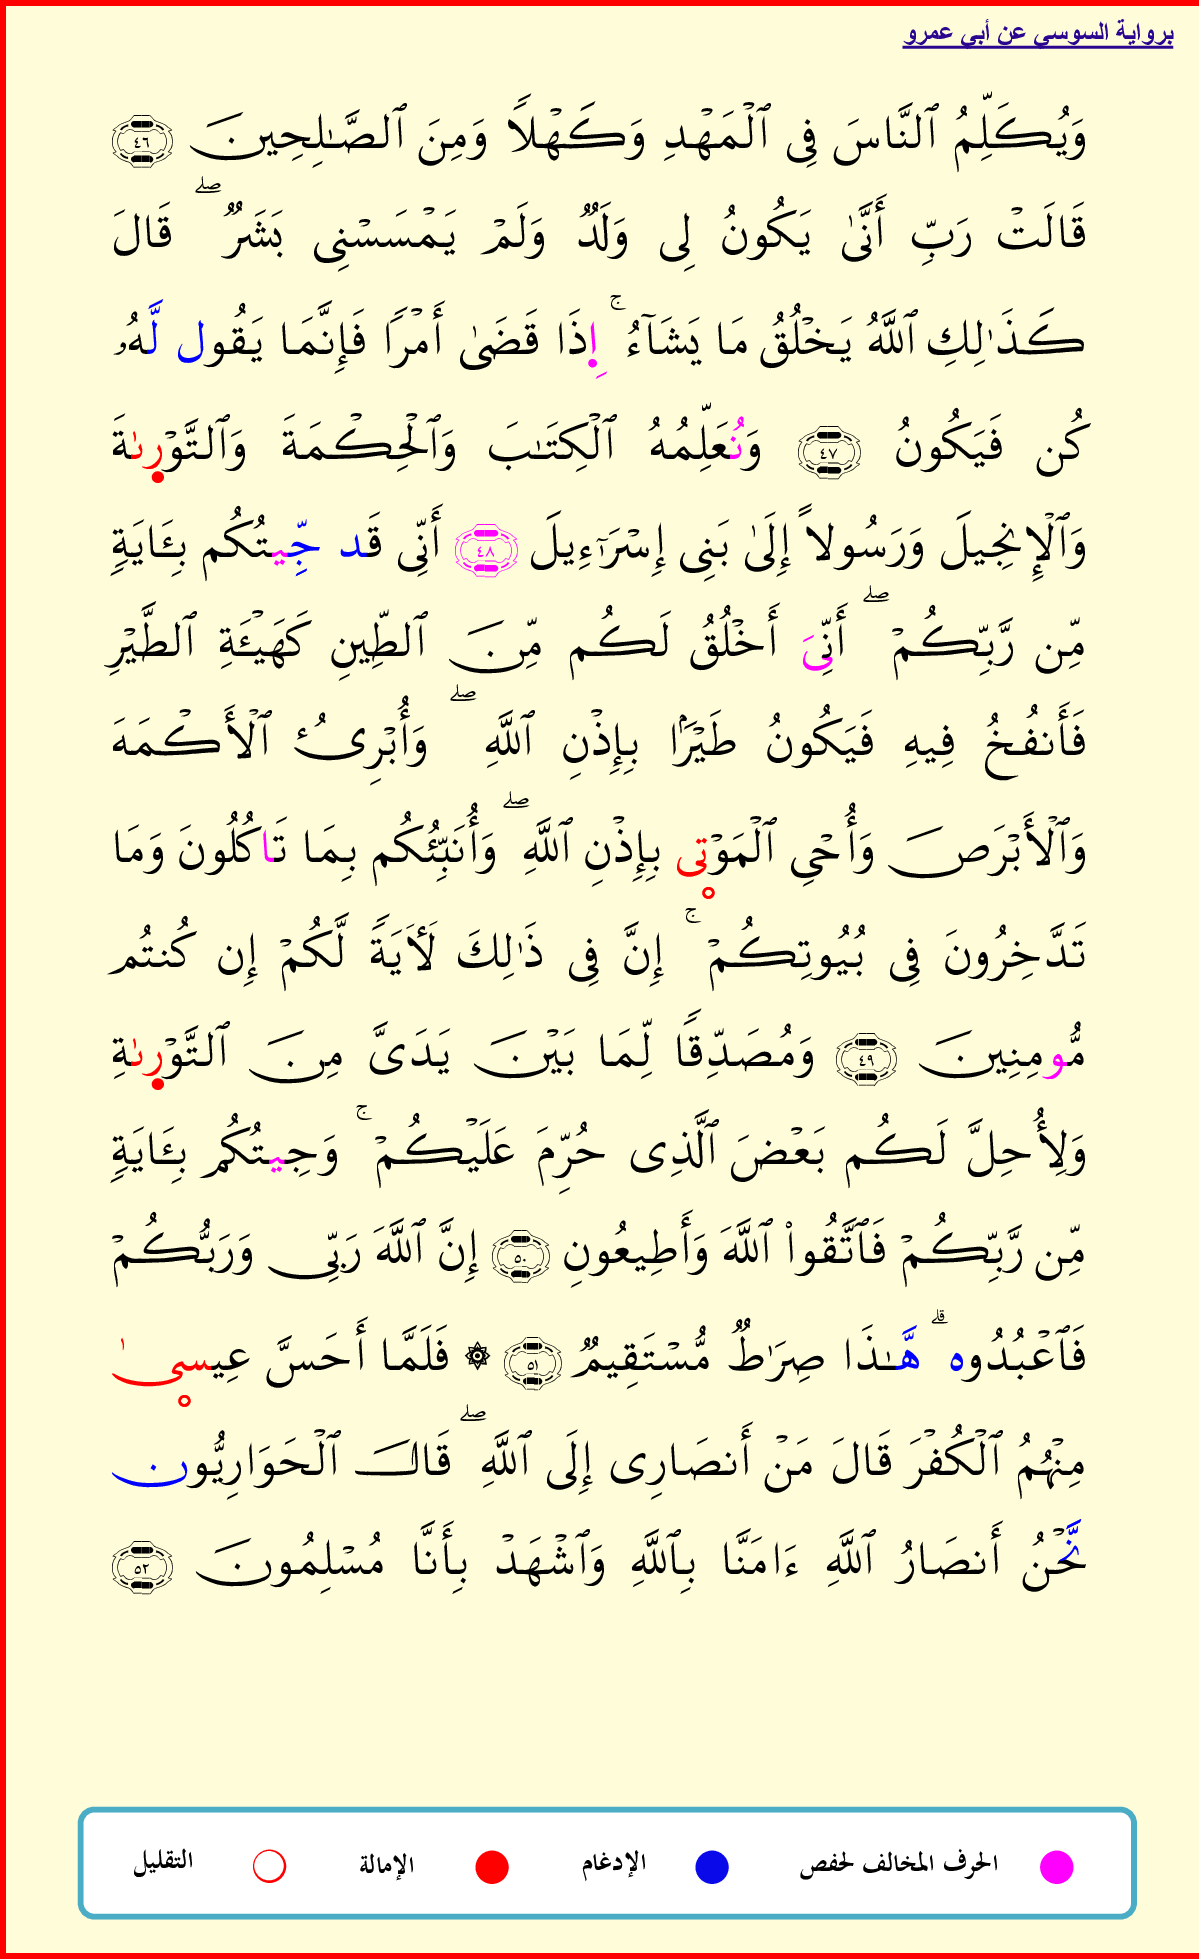 برواية السوسي عن أبي عمرو
وَيُكَلِّمُ ٱلنَّاسَ فِى ٱلْمَهْدِ وَكَهْلًا وَمِنَ ٱلصَّـٰلِحِينَ ٤٦
قَالَتْ رَبِّ أَنَّىٰ يَكُونُ لِى وَلَدٌ وَلَمْ يَمْسَسْنِى بَشَرٌ ۖ قَالَ
كَذَٰلِكِ ٱللَّهُ يَخْلُقُ مَا يَشَآءُ ۚ اِذَا قَضَىٰ أَمْرًا فَإِنَّمَا يَقُول لَّهُۥ
كُن فَيَكُونُ ٤٧ وَنُعَلِّمُهُ ٱلْكِتَـٰبَ وَٱلْحِكْمَةَ وَٱلتَّوْرِىٰةَ
وَٱلْإِنجِيلَ وَرَسُولًا إِلَىٰ بَنِى إِسْرَٰٓءِيلَ ٤٨ أَنِّى قَد جِّيتُكُم بِـَٔايَةٍ
مِّن رَّبِّكُمْ ۖ أَنِّىَ أَخْلُقُ لَكُم مِّنَ ٱلطِّينِ كَهَيْـَٔةِ ٱلطَّيْرِ
فَأَنفُخُ فِيهِ فَيَكُونُ طَيْرًۢا بِإِذْنِ ٱللَّهِ ۖ وَأُبْرِئُ ٱلْأَكْمَهَ
وَٱلْأَبْرَصَ وَأُحْىِ ٱلْمَوْتِى بِإِذْنِ ٱللَّهِ ۖ وَأُنَبِّئُكُم بِمَا تَاكُلُونَ وَمَا
تَدَّخِرُونَ فِى بُيُوتِكُمْ ۚ إِنَّ فِى ذَٰلِكَ لَـَٔايَةً لَّكُمْ إِن كُنتُم
مُّومِنِينَ ٤٩ وَمُصَدِّقًا لِّمَا بَيْنَ يَدَىَّ مِنَ ٱلتَّوْرِىٰةِ
وَلِأُحِلَّ لَكُم بَعْضَ ٱلَّذِى حُرِّمَ عَلَيْكُمْ ۚ وَجِيتُكُم بِـَٔايَةٍ
مِّن رَّبِّكُمْ فَٱتَّقُوا۟ ٱللَّهَ وَأَطِيعُونِ ٥٠ إِنَّ ٱللَّهَ رَبِّى وَرَبُّكُمْ
فَٱعْبُدُوه ۗ هَّـٰذَا صِرَٰطٌ مُّسْتَقِيمٌ ٥١ ۞ فَلَمَّا أَحَسَّ عِيسِىٰ
مِنْهُمُ ٱلْكُفْرَ قَالَ مَنْ أَنصَارِى إِلَى ٱللَّهِ ۖ قَالَ ٱلْحَوَارِيُّون
نَّحْنُ أَنصَارُ ٱللَّهِ ءَامَنَّا بِٱللَّهِ وَٱشْهَدْ بِأَنَّا مُسْلِمُونَ ٥٢
الحرف المخالف لحفص الإدغام الإمالة التقليل